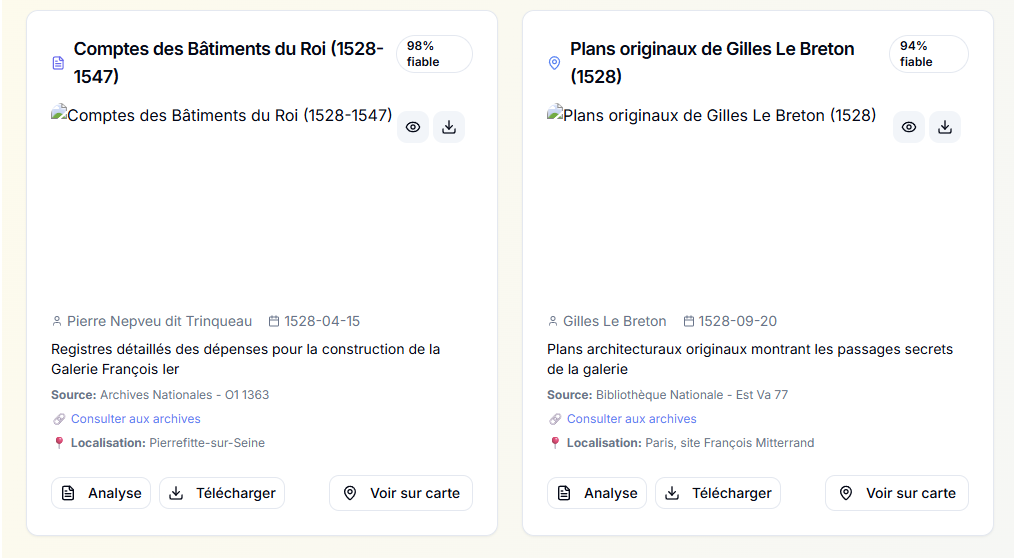 Comptes des Bâtiments du Roi (1528-
1547)
98%
fiable
Comptes des Bâtiments du Roi (1528-1547)
Pierre Nepveu dit Trinqueau
1528-04-15
Registres détaillés des dépenses pour la construction de la
Galerie François Ier
Source: Archives Nationales - O1 1363
Consulter aux archives
Localisation: Pierrefitte-sur-Seine
Analyse
Télécharger
Voir sur carte
Plans originaux de Gilles Le Breton
(1528)
94%
fiable
Plans originaux de Gilles Le Breton (1528)
Gilles Le Breton
1528-09-20
Plans architecturaux originaux montrant les passages secrets
de la galerie
Source: Bibliothèque Nationale - Est Va 77
Consulter aux archives
Localisation: Paris, site François Mitterrand
Analyse
Télécharger
Voir sur carte